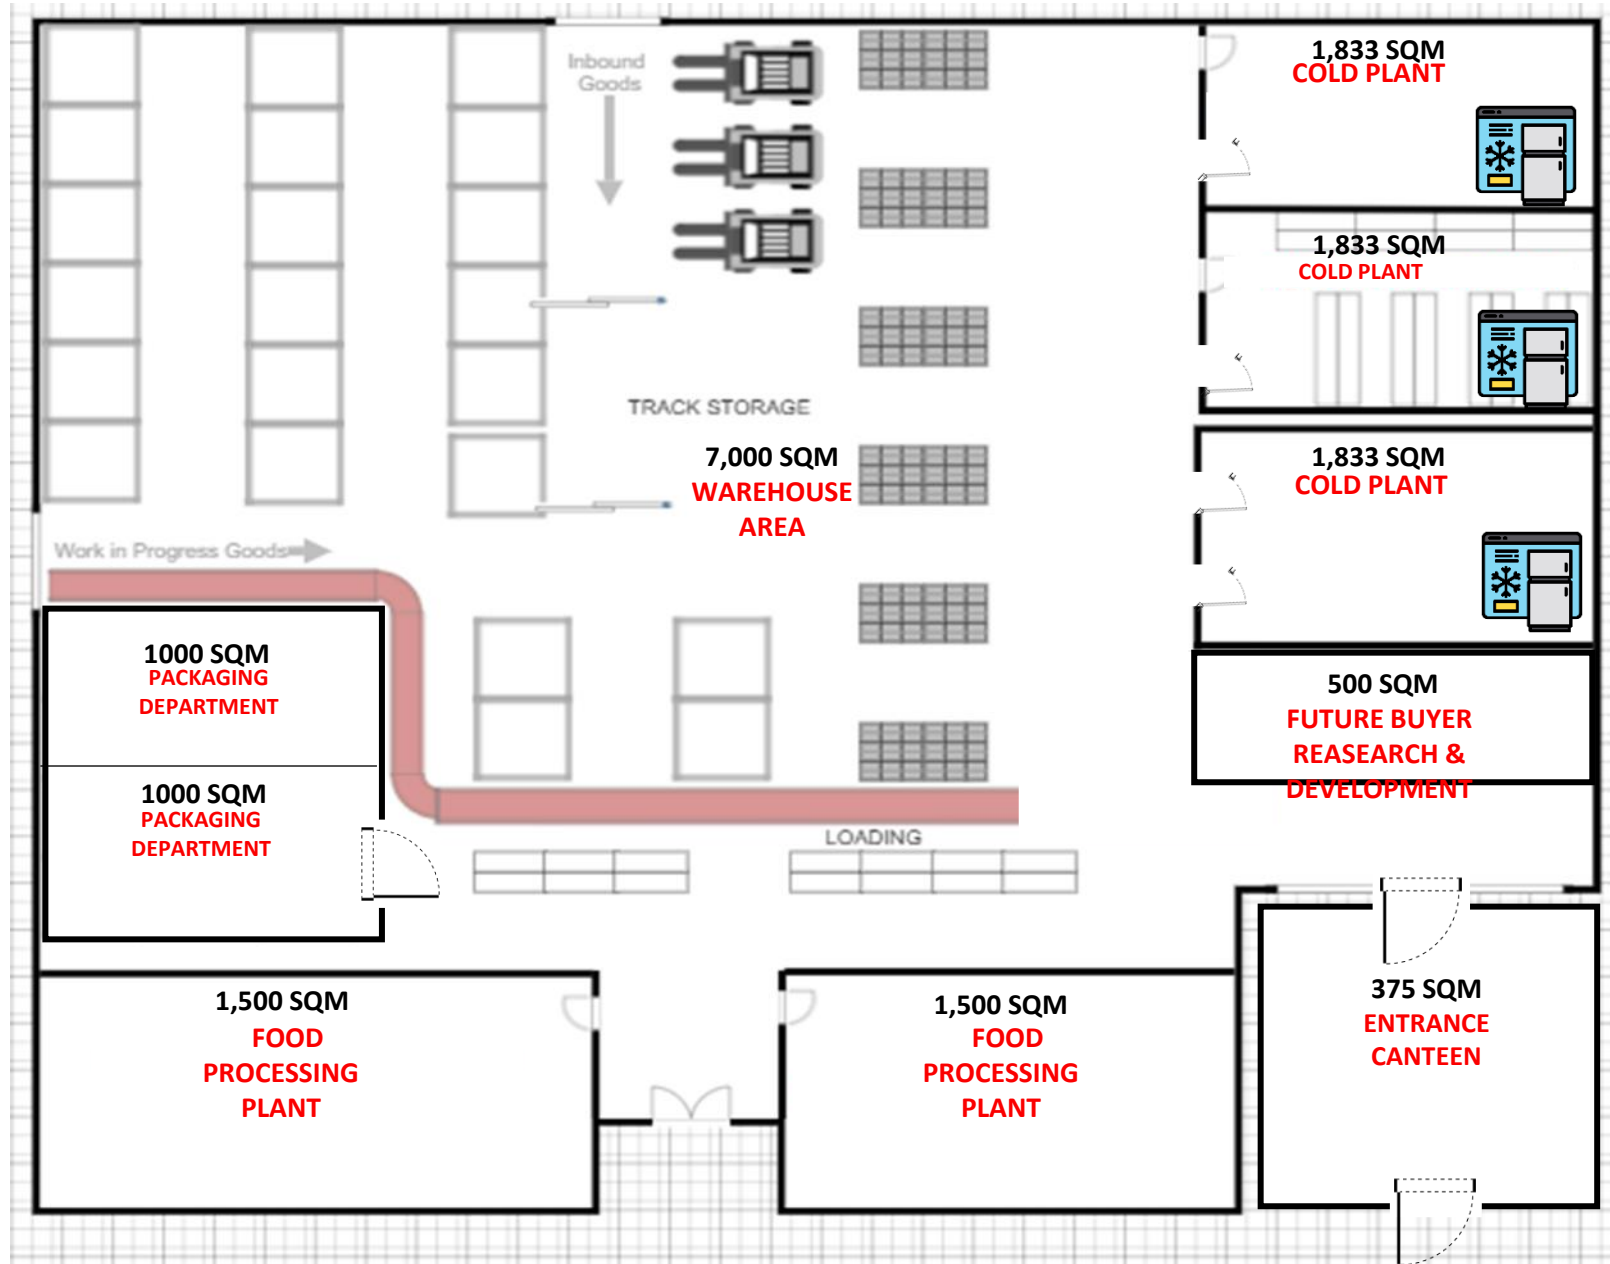 Inbound
Goods
1,833 SQM
COLD PLANT
1,833 SQM
COLD PLANT
TRACK STORAGE
7,000 SQM
WAREHOUSE
AREA
1,833 SQM
COLD PLANT
Work in Progress Goods
1000 SQM
PACKAGING
DEPARTMENT
500 SQM
FUTURE BUYER
REASEARCH &
DEVELOPMENT
1000 SQM
PACKAGING
DEPARTMENT
LOADING
1,500 SQM
FOOD
PROCESSING
PLANT
1,500 SQM
FOOD
PROCESSING
PLANT
375 SQM
ENTRANCE
CANTEEN